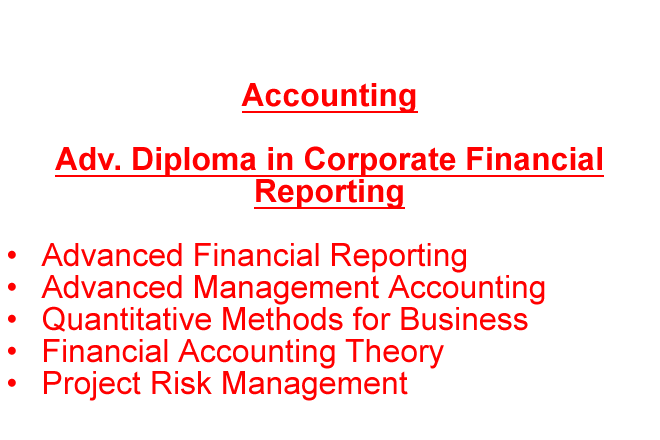 Accounting
Adv. Diploma in Corporate Financial
Reporting
• Advanced Financial Reporting
• Advanced Management Accounting
• Quantitative Methods for Business
• Financial Accounting Theory
• Project Risk Management